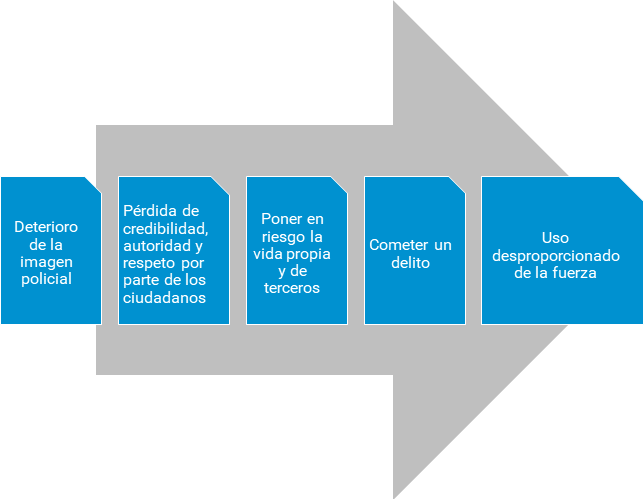 Deterioro
de la
imagen
policial
Pérdida de
credibilidad,
autoridad y
respeto por
parte de los
ciudadanos
Poner en
riesgo la
vida propia
y de
terceros
Cometer un
delito
Uso
desproporcionado
de la fuerza